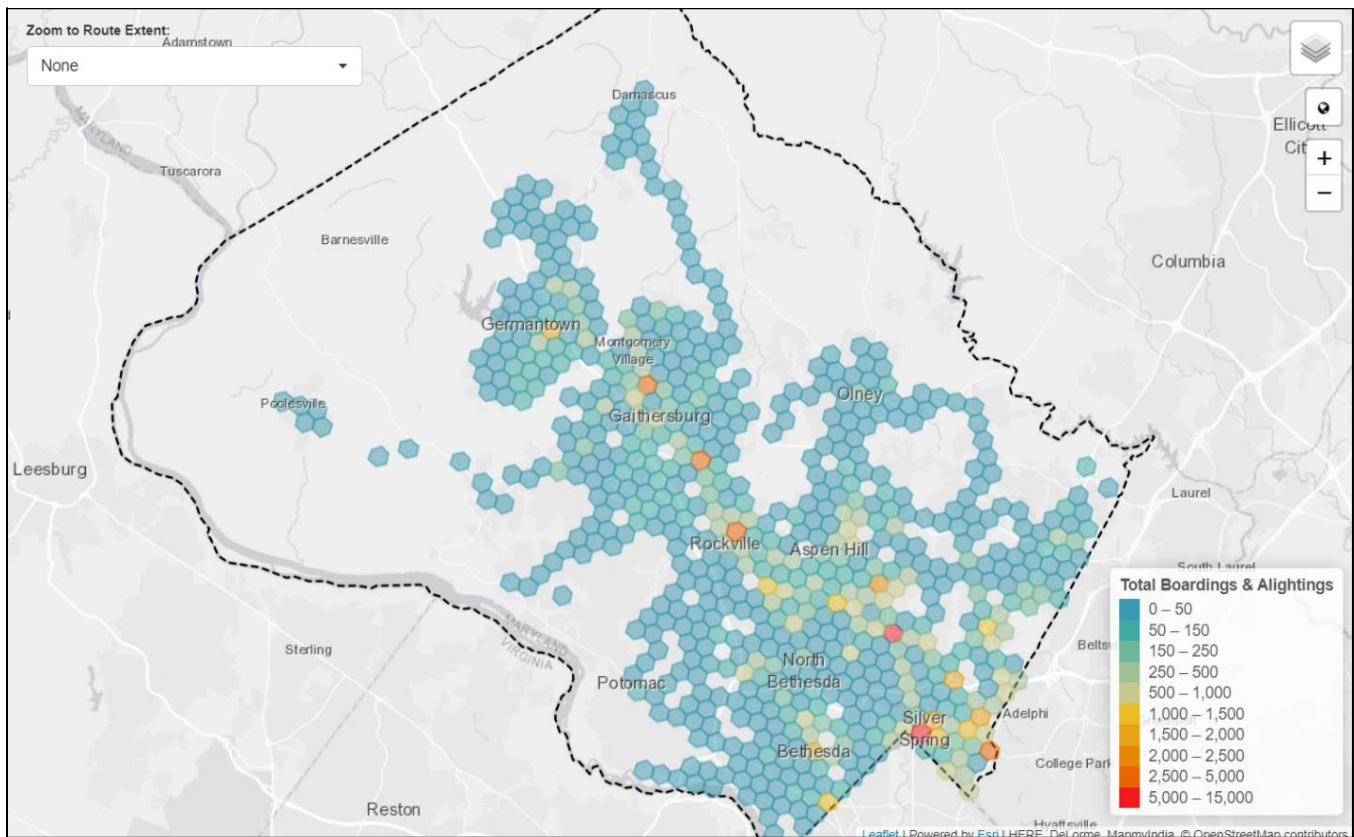 Zoom to Route Extent:
None
Adamstown
Damascus
Ellicott
MARYLAND
+
−
Tuscarora
Barnesville
Columbia
Germantown
Montgomery
Village
Poolesville
Olney
Gaithersburg
Leesburg
Laurel
Rockville
Aspen Hill
South Laurel
Total Boardings & Alightings
0 – 50
50 – 150
150 – 250
250 – 500
500 – 1,000
1,000 – 1,500
1,500 – 2,000
2,000 – 2,500
2,500 – 5,000
5,000 – 15,000
MARYLAND
VIRGINIA
Sterling
North
Bethesda
Potomac
Silver
Spring
Adelphi
Bethesda
College Park
Reston
Hyattsville
Leaflet | Powered by Esri | HERE, DeLorme, MapmyIndia, © OpenStreetMap contributors